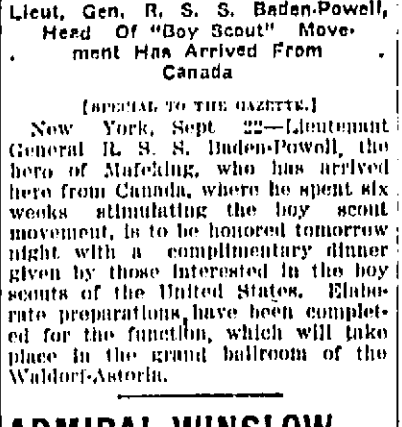 Lieut, Gen. R. S. S. Baden-Powell,
Head Of "Boy Scout" Move-
ment Has Arrived From
Canada
[SPECIAL TO THE GAZETTE.]
New York, Sept 22—Lieutenant
General R. S. S. Baden-Powell, the
hero of Mafeking, who has arrived
here from Canada, where he spent six
weeks stimulating the boy scout
movement, is to be honored tomorrow
night with a complimentary dinner
given by those interested in the boy
scouts of the United States. Elabo-
rate preparations have been complet-
ed for the function, which will take
place in the grand ballroom of the
Waldorf-Astoria.
ADMIRAL WINSLOW